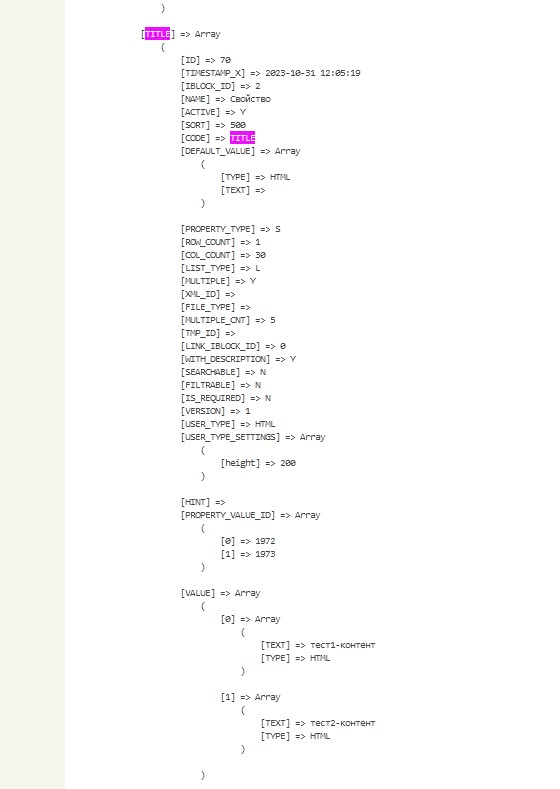 )
[TITLE] => Array
(
[ID] => 70
[TIMESTAMP_X] => 2023-10-31 12:05:19
[IBLOCK_ID] => 2
[NAME] => Свойство
[ACTIVE] => Y
[SORT] => 500
[CODE] => TITLE
[DEFAULT_VALUE] => Array
(
[TYPE] => HTML
[TEXT] =>
)
[PROPERTY_TYPE] => S
[ROW_COUNT] => 1
[COL_COUNT] => 30
[LIST_TYPE] => L
[MULTIPLE] => Y
[XML_ID] =>
[FILE_TYPE] =>
[MULTIPLE_CNT] => 5
[TMP_ID] =>
[LINK_IBLOCK_ID] => 0
[WITH_DESCRIPTION] => Y
[SEARCHABLE] => N
[FILTRABLE] => N
[IS_REQUIRED] => N
[VERSION] => 1
[USER_TYPE] => HTML
[USER_TYPE_SETTINGS] => Array
(
[height] => 200
)
[HINT] =>
[PROPERTY_VALUE_ID] => Array
(
[0] => 1972
[1] => 1973
)
[VALUE] => Array
(
[0] => Array
(
[TEXT] => тест1-контент
[TYPE] => HTML
)
[1] => Array
(
[TEXT] => тест2-контент
[TYPE] => HTML
)
)